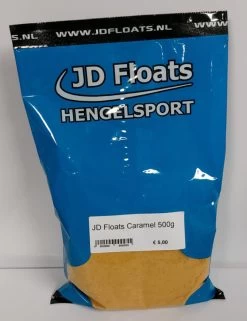 WWW.JDFLOATS.NL
JD Floats
HENGELSPORT
JD Floats Caramel 500g
€ 5.00